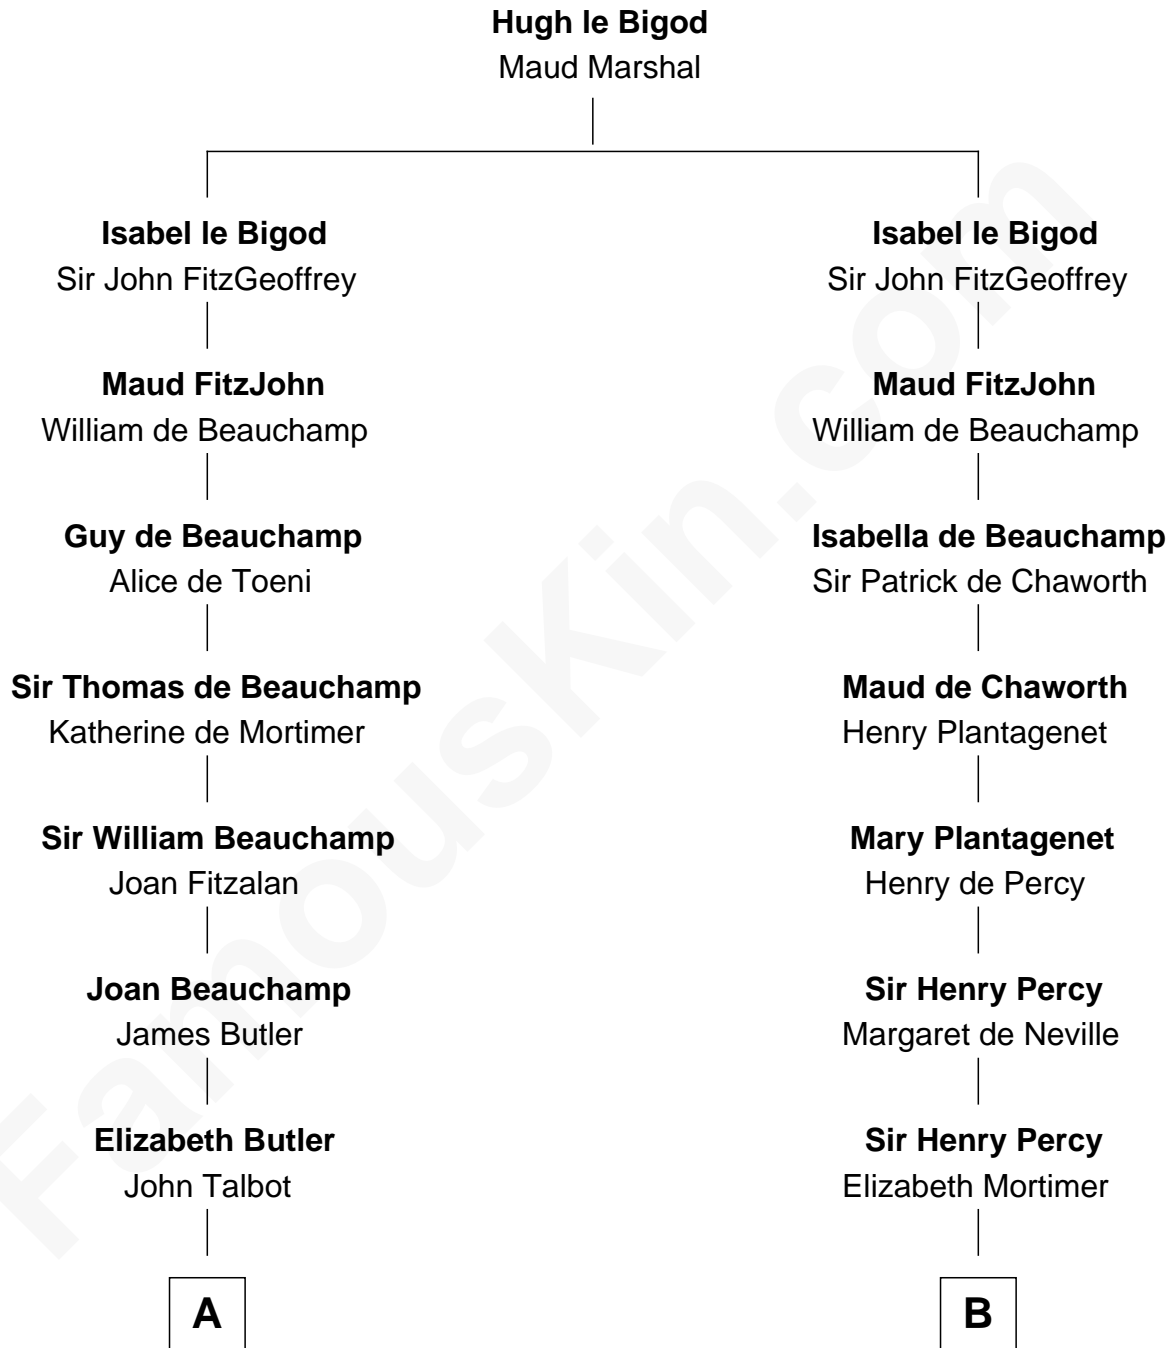 Hugh le Bigod
Maud Marshal
Isabel le Bigod
Sir John FitzGeoffrey
Maud FitzJohn
William de Beauchamp
Guy de Beauchamp
Alice de Toeni
Sir Thomas de Beauchamp
Katherine de Mortimer
Sir William Beauchamp
Joan Fitzalan
Joan Beauchamp
James Butler
Elizabeth Butler
John Talbot
A
Isabel le Bigod
Sir John FitzGeoffrey
Maud FitzJohn
William de Beauchamp
Isabella de Beauchamp
Sir Patrick de Chaworth
Maud de Chaworth
Henry Plantagenet
Mary Plantagenet
Henry de Percy
Sir Henry Percy
Margaret de Neville
Sir Henry Percy
Elizabeth Mortimer
B
FamousKin.com